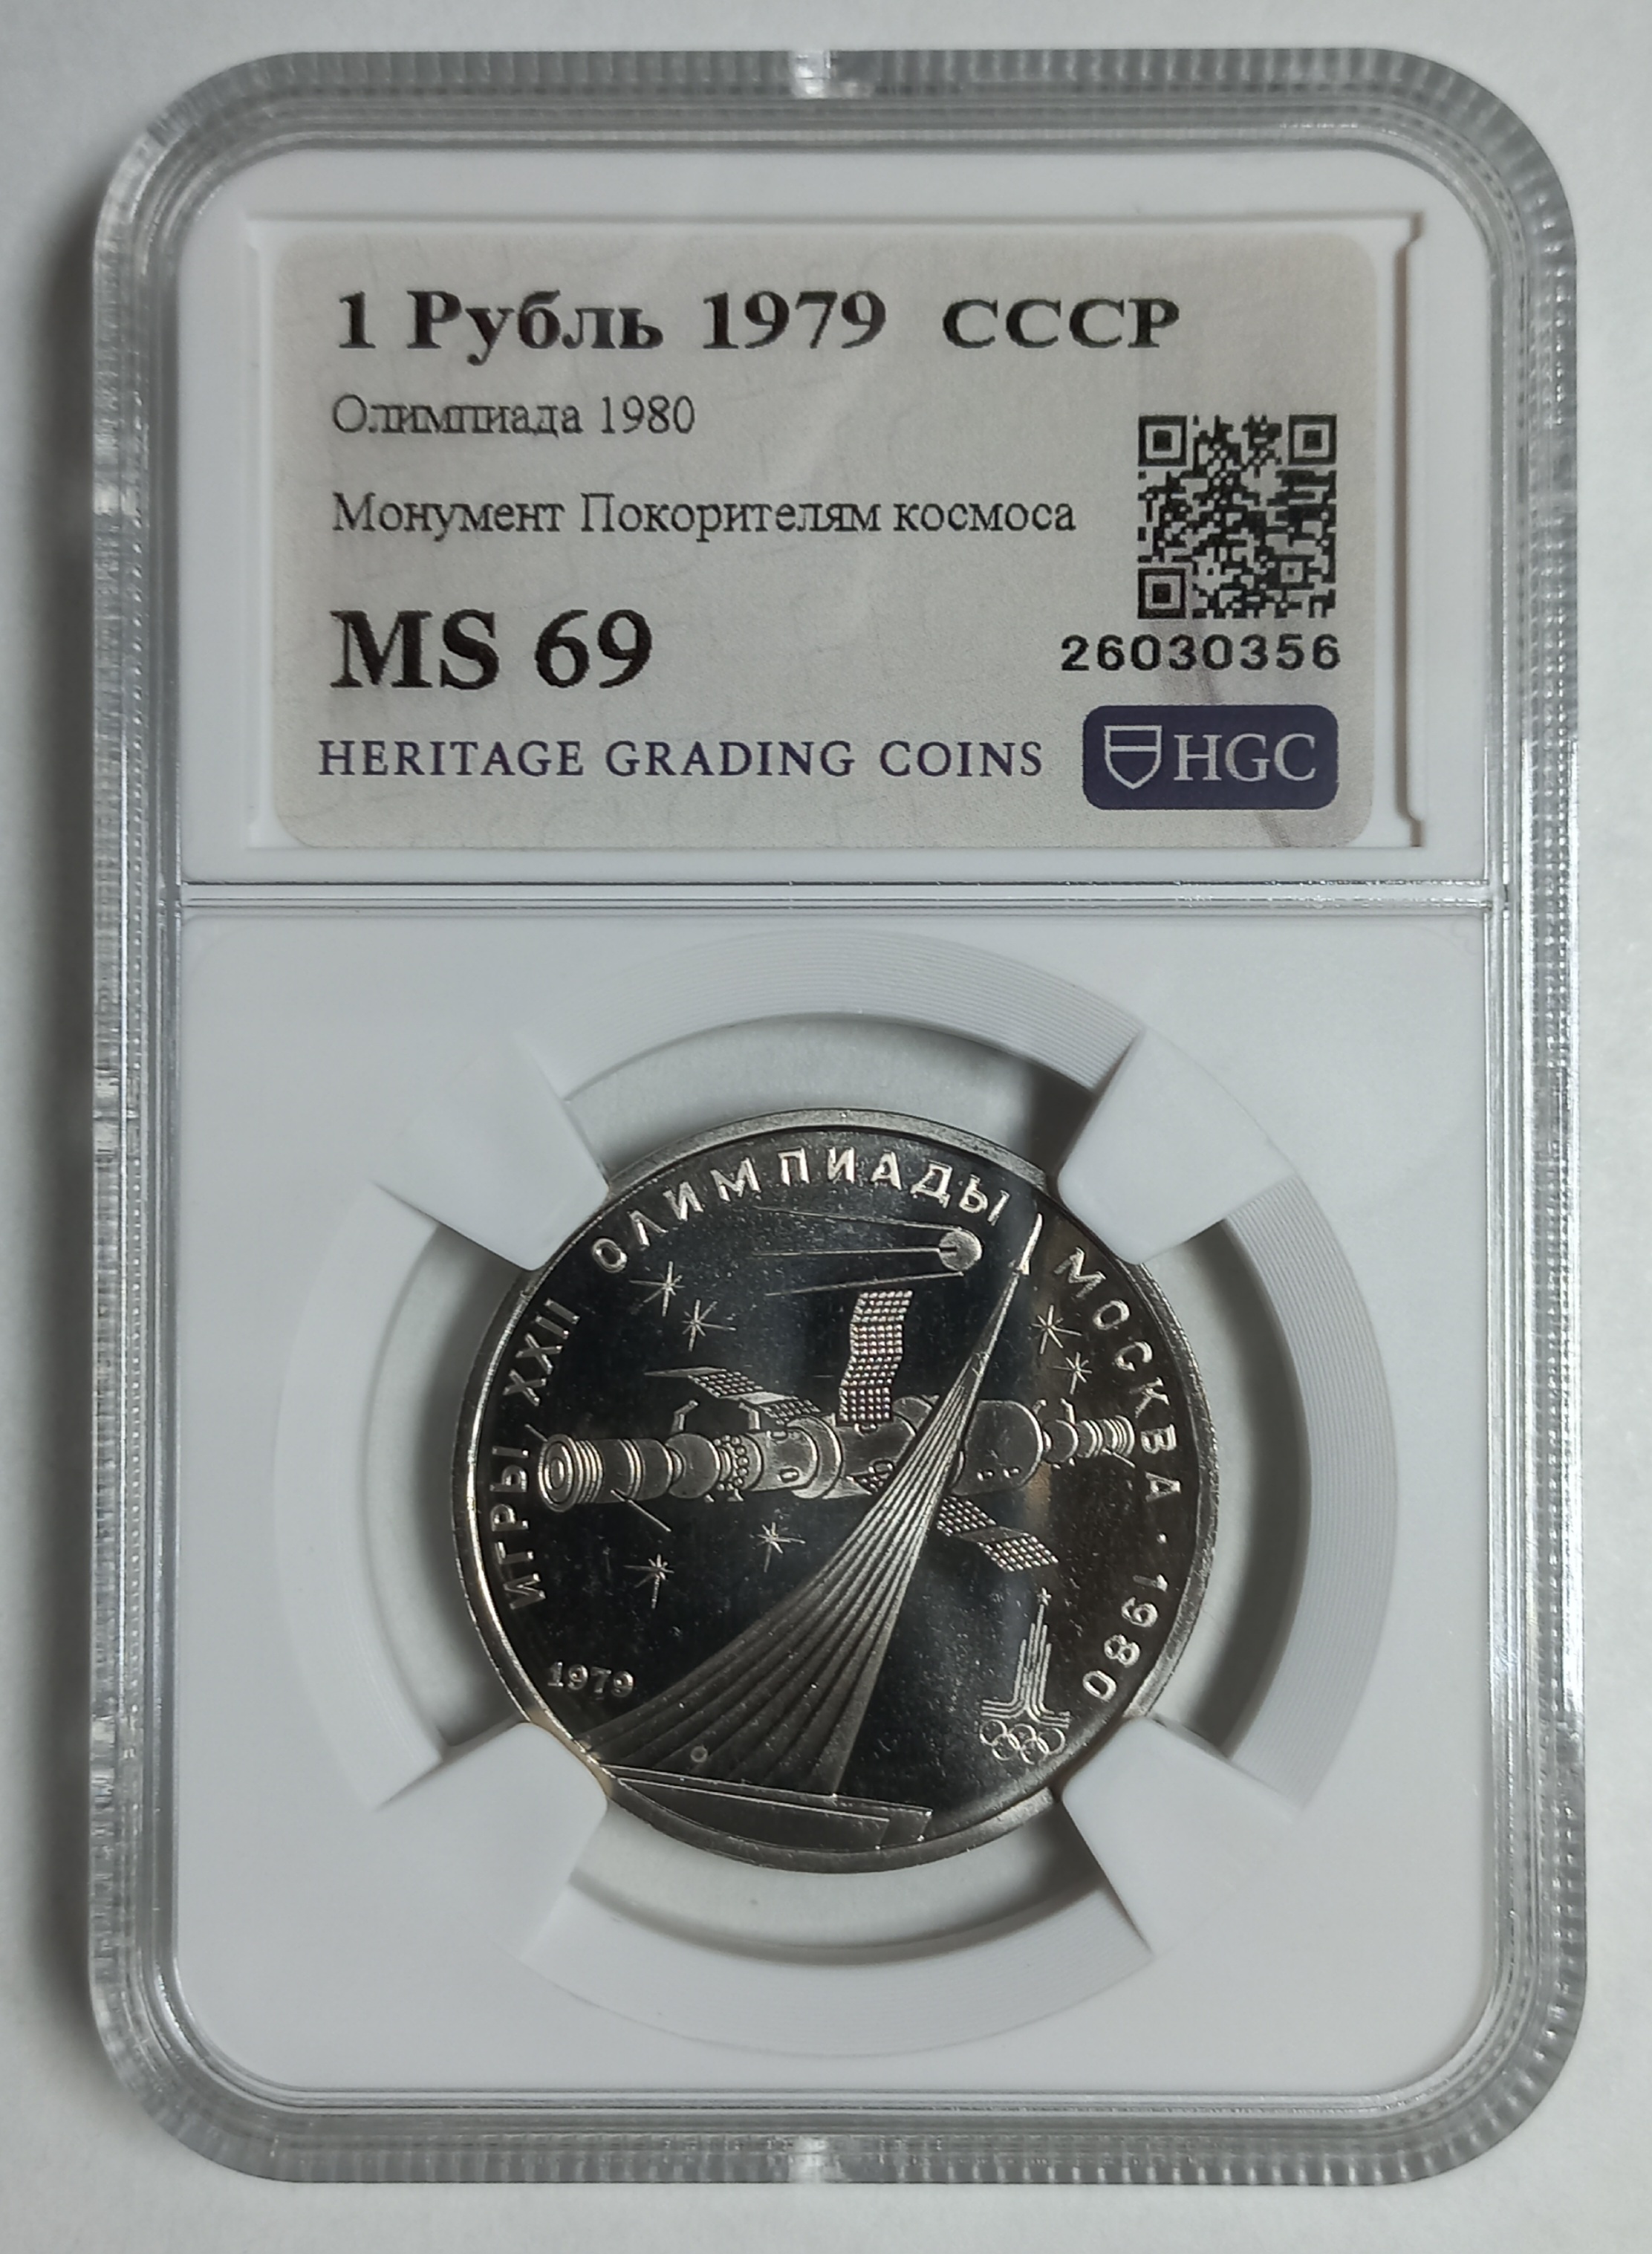 1 Рубль 1979 СССР
Олимпиада 1980
Монумент Покорителям космоса
MS 69
26030356
HERITAGE GRADING COINS HGC
ИГРЫ XXII ОЛИМПИАДЫ МОСКВА · 1980
1979